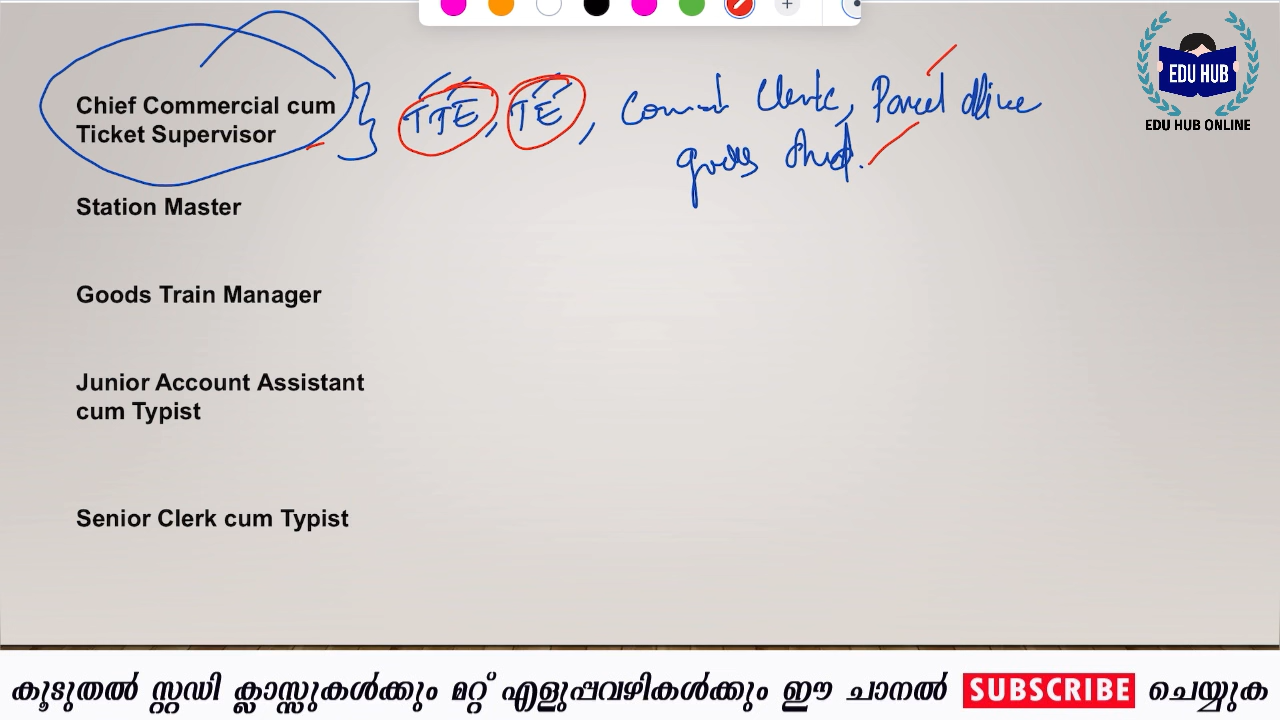 EDU HUB
EDU HUB ONLINE
Chief Commercial cum
Ticket Supervisor
TTE, TE, Clerk, Parcel office
goods shed.
Station Master
Goods Train Manager
Junior Account Assistant
cum Typist
Senior Clerk cum Typist
കൂടുതൽ സ്റ്റഡി ക്ലാസ്സുകൾക്കും മറ്റ് എളുപ്പവഴികൾക്കും ഈ ചാനൽ SUBSCRIBE ചെയ്യുക